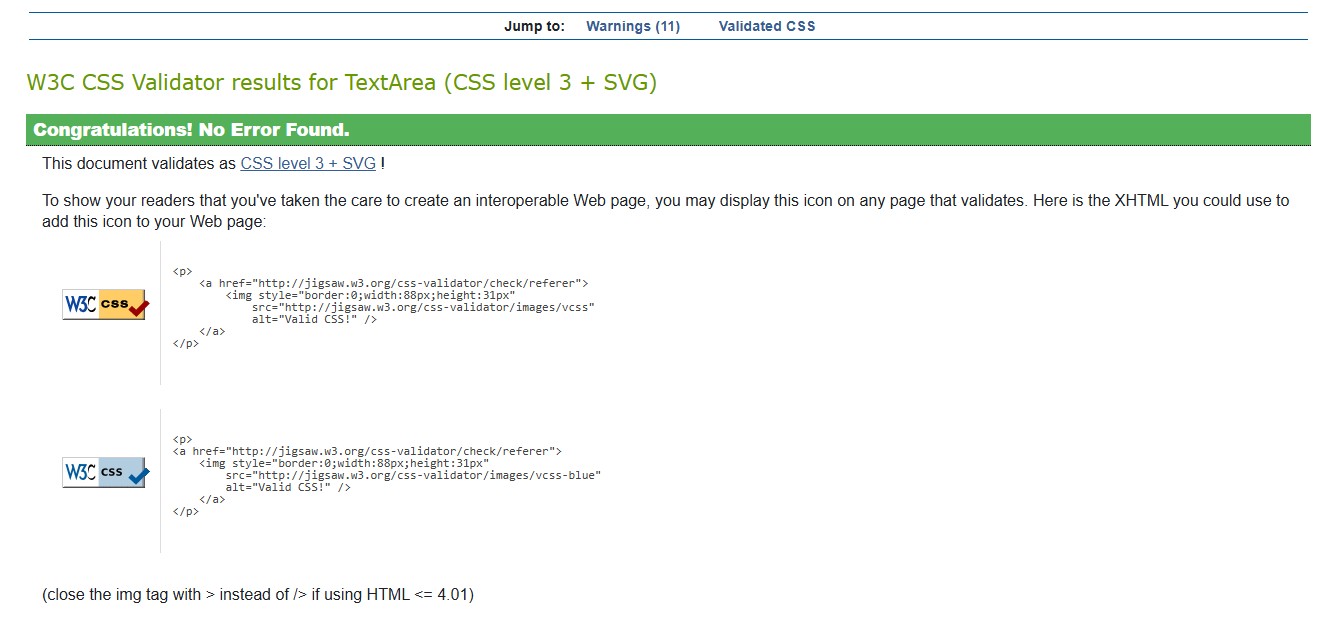 Jump to: Warnings (11) Validated CSS
W3C CSS Validator results for TextArea (CSS level 3 + SVG)
Congratulations! No Error Found.
This document validates as CSS level 3 + SVG !
To show your readers that you've taken the care to create an interoperable Web page, you may display this icon on any page that validates. Here is the XHTML you could use to
add this icon to your Web page:
W3C css
<p>
    <a href="http://jigsaw.w3.org/css-validator/check/referer">
        <img style="border:0;width:88px;height:31px"
            src="http://jigsaw.w3.org/css-validator/images/vcss"
            alt="Valid CSS!" />
    </a>
</p>
W3C css
<p>
<a href="http://jigsaw.w3.org/css-validator/check/referer">
    <img style="border:0;width:88px;height:31px"
        src="http://jigsaw.w3.org/css-validator/images/vcss-blue"
        alt="Valid CSS!" />
    </a>
</p>
(close the img tag with > instead of /> if using HTML <= 4.01)